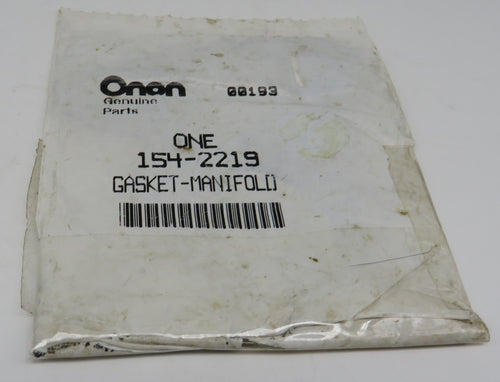 Onan 00193
Genuine
Parts
ONE
154-2219
GASKET-MANIFOLD